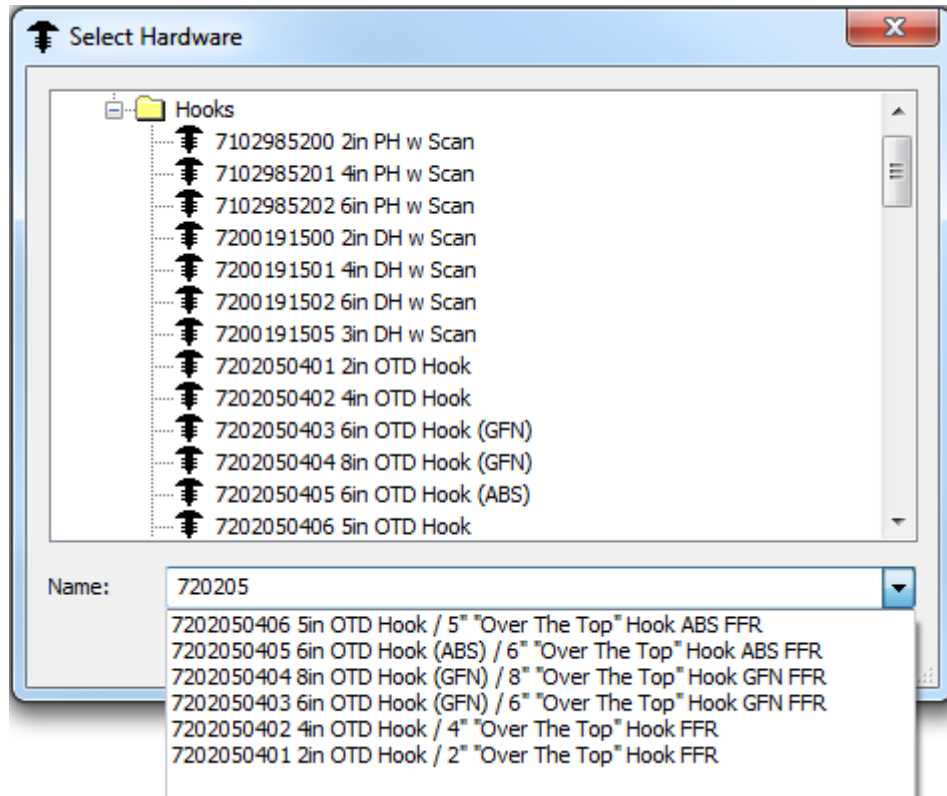 Select Hardware
Hooks
7102985200 2in PH w Scan
7102985201 4in PH w Scan
7102985202 6in PH w Scan
7200191500 2in DH w Scan
7200191501 4in DH w Scan
7200191502 6in DH w Scan
7200191505 3in DH w Scan
7202050401 2in OTD Hook
7202050402 4in OTD Hook
7202050403 6in OTD Hook (GFN)
7202050404 8in OTD Hook (GFN)
7202050405 6in OTD Hook (ABS)
7202050406 5in OTD Hook
Name: 720205
7202050406 5in OTD Hook / 5" "Over The Top" Hook ABS FFR
7202050405 6in OTD Hook (ABS) / 6" "Over The Top" Hook ABS FFR
7202050404 8in OTD Hook (GFN) / 8" "Over The Top" Hook GFN FFR
7202050403 6in OTD Hook (GFN) / 6" "Over The Top" Hook GFN FFR
7202050402 4in OTD Hook / 4" "Over The Top" Hook FFR
7202050401 2in OTD Hook / 2" "Over The Top" Hook FFR